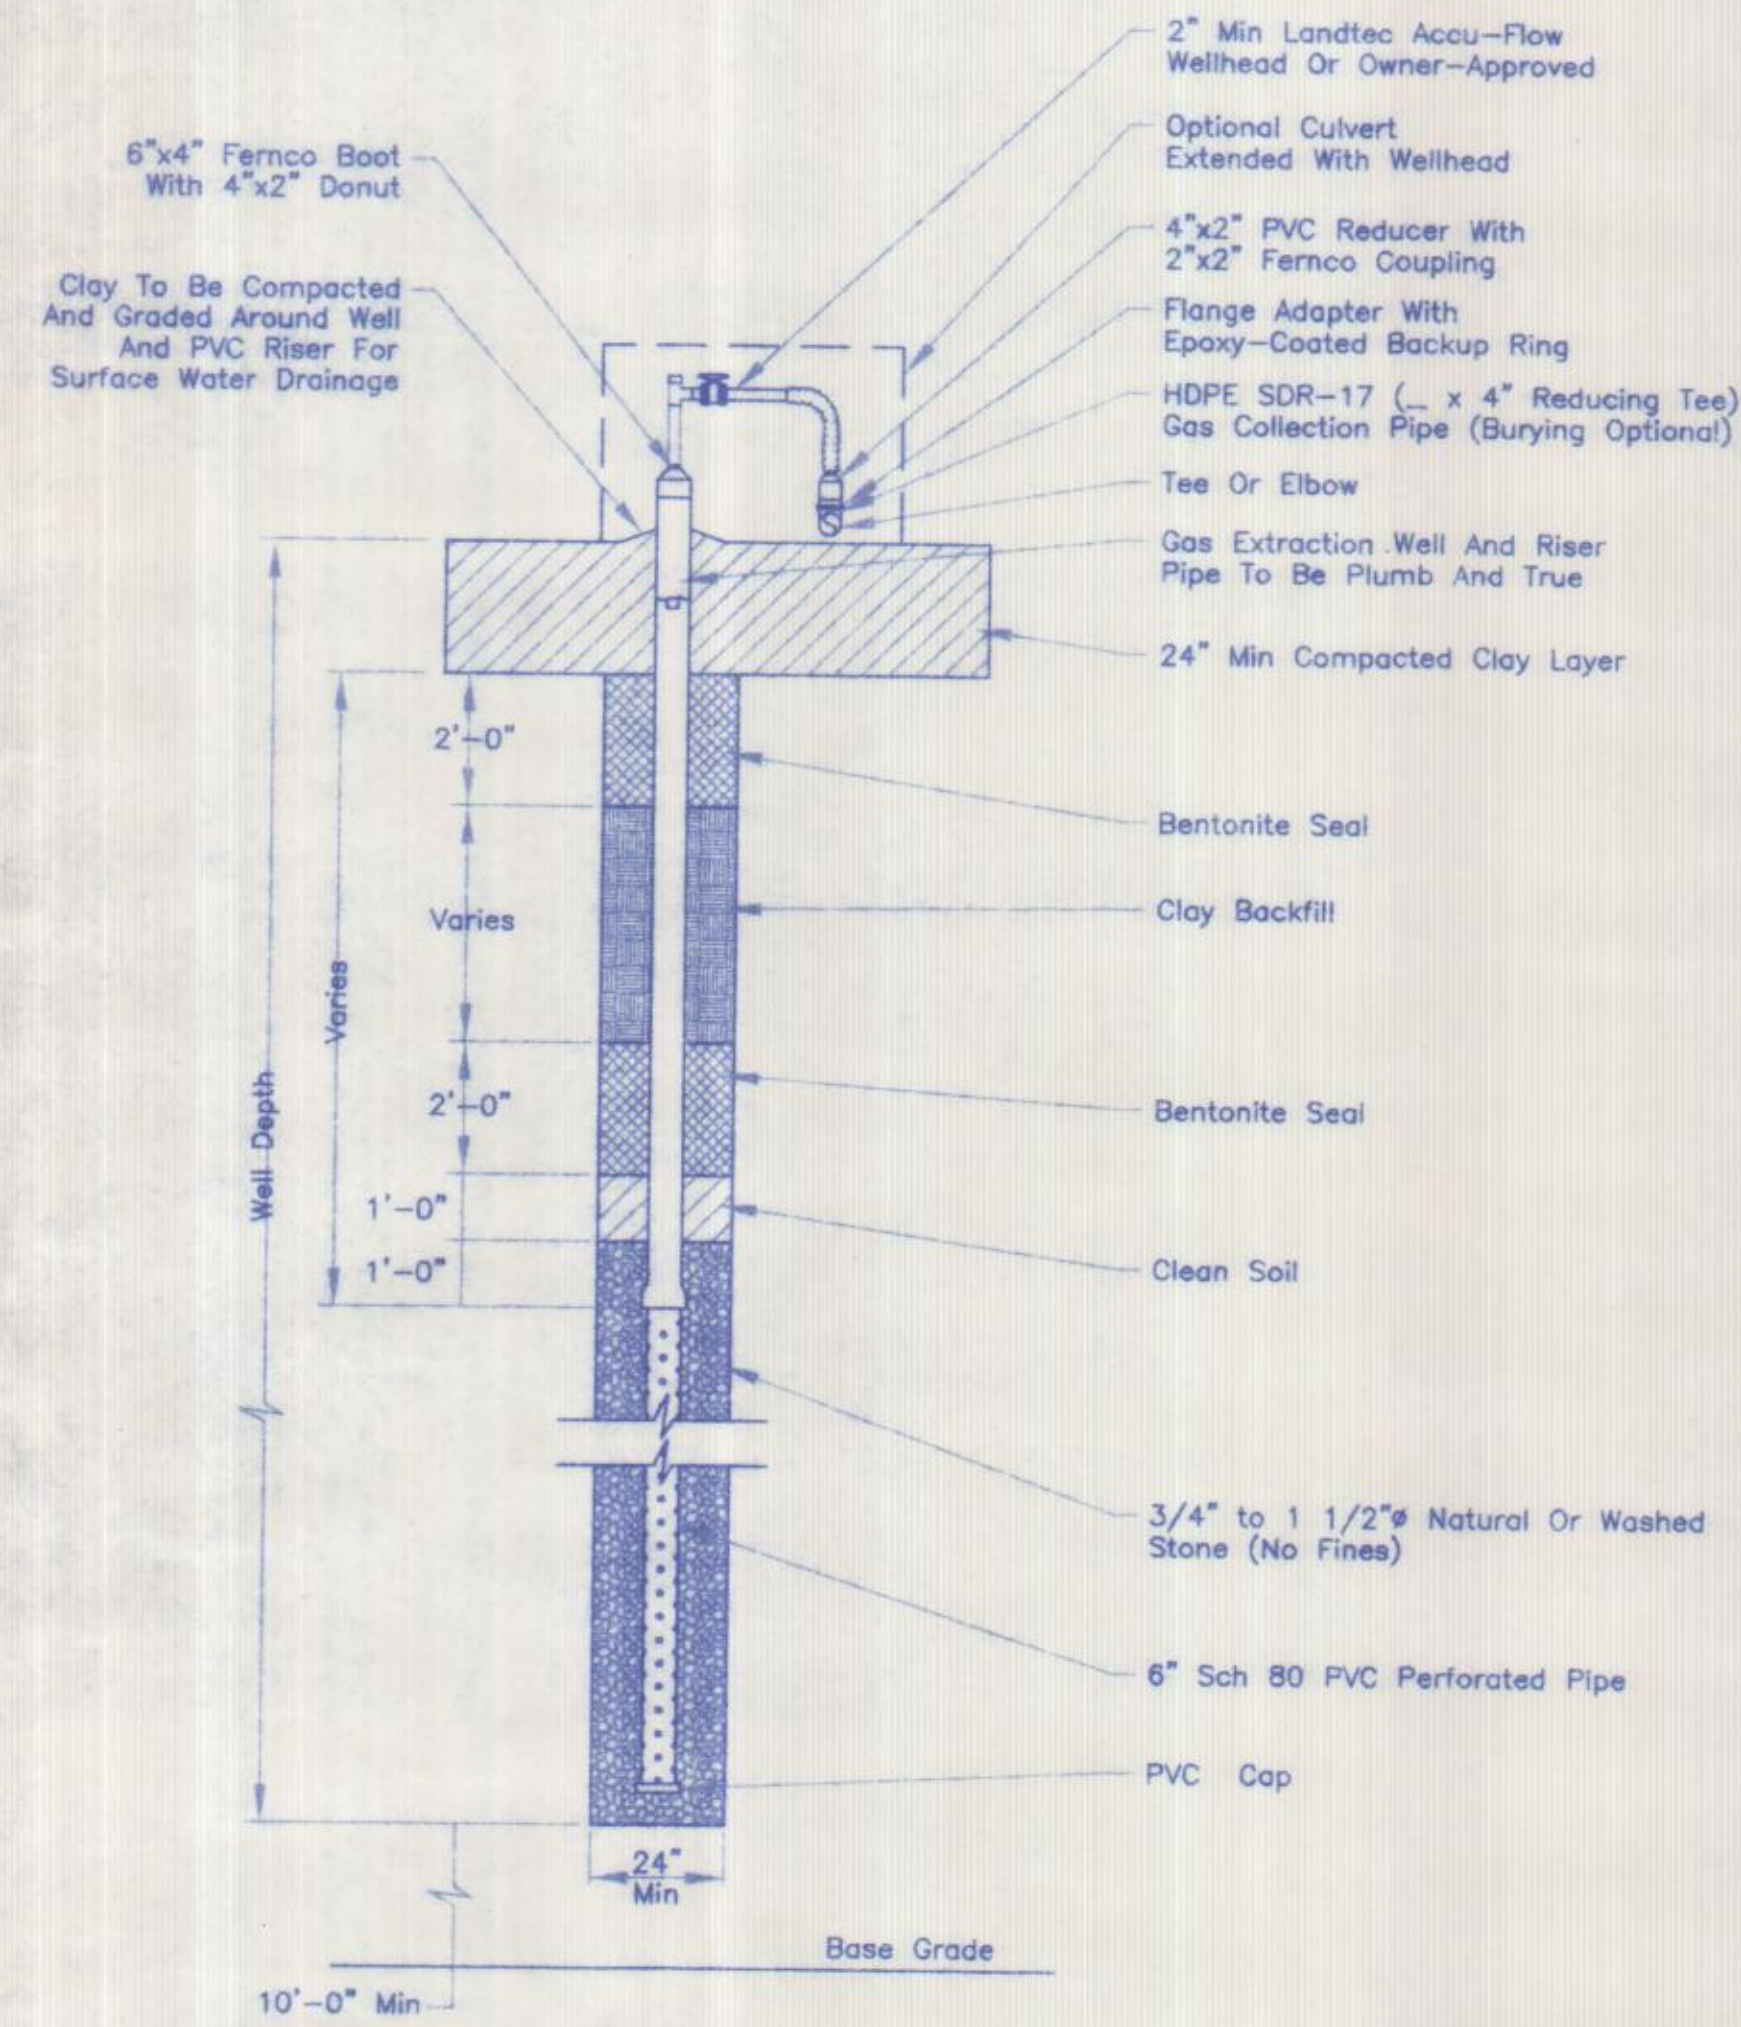 2" Min Landtec Accu-Flow
Wellhead Or Owner-Approved
Optional Culvert
Extended With Wellhead
6"x4" Fernco Boot
With 4"x2" Donut
4"x2" PVC Reducer With
2"x2" Fernco Coupling
Clay To Be Compacted
And Graded Around Well
And PVC Riser For
Surface Water Drainage
Flange Adapter With
Epoxy-Coated Backup Ring
HDPE SDR-17 (_ x 4" Reducing Tee)
Gas Collection Pipe (Burying Optional)
Tee Or Elbow
Gas Extraction Well And Riser
Pipe To Be Plumb And True
24" Min Compacted Clay Layer
2'-0"
Bentonite Seal
Varies
Clay Backfill
Varies
Well Depth
2'-0"
Bentonite Seal
1'-0"
1'-0"
Clean Soil
3/4" to 1 1/2"ø Natural Or Washed
Stone (No Fines)
6" Sch 80 PVC Perforated Pipe
PVC Cap
24"
Min
Base Grade
10'-0" Min